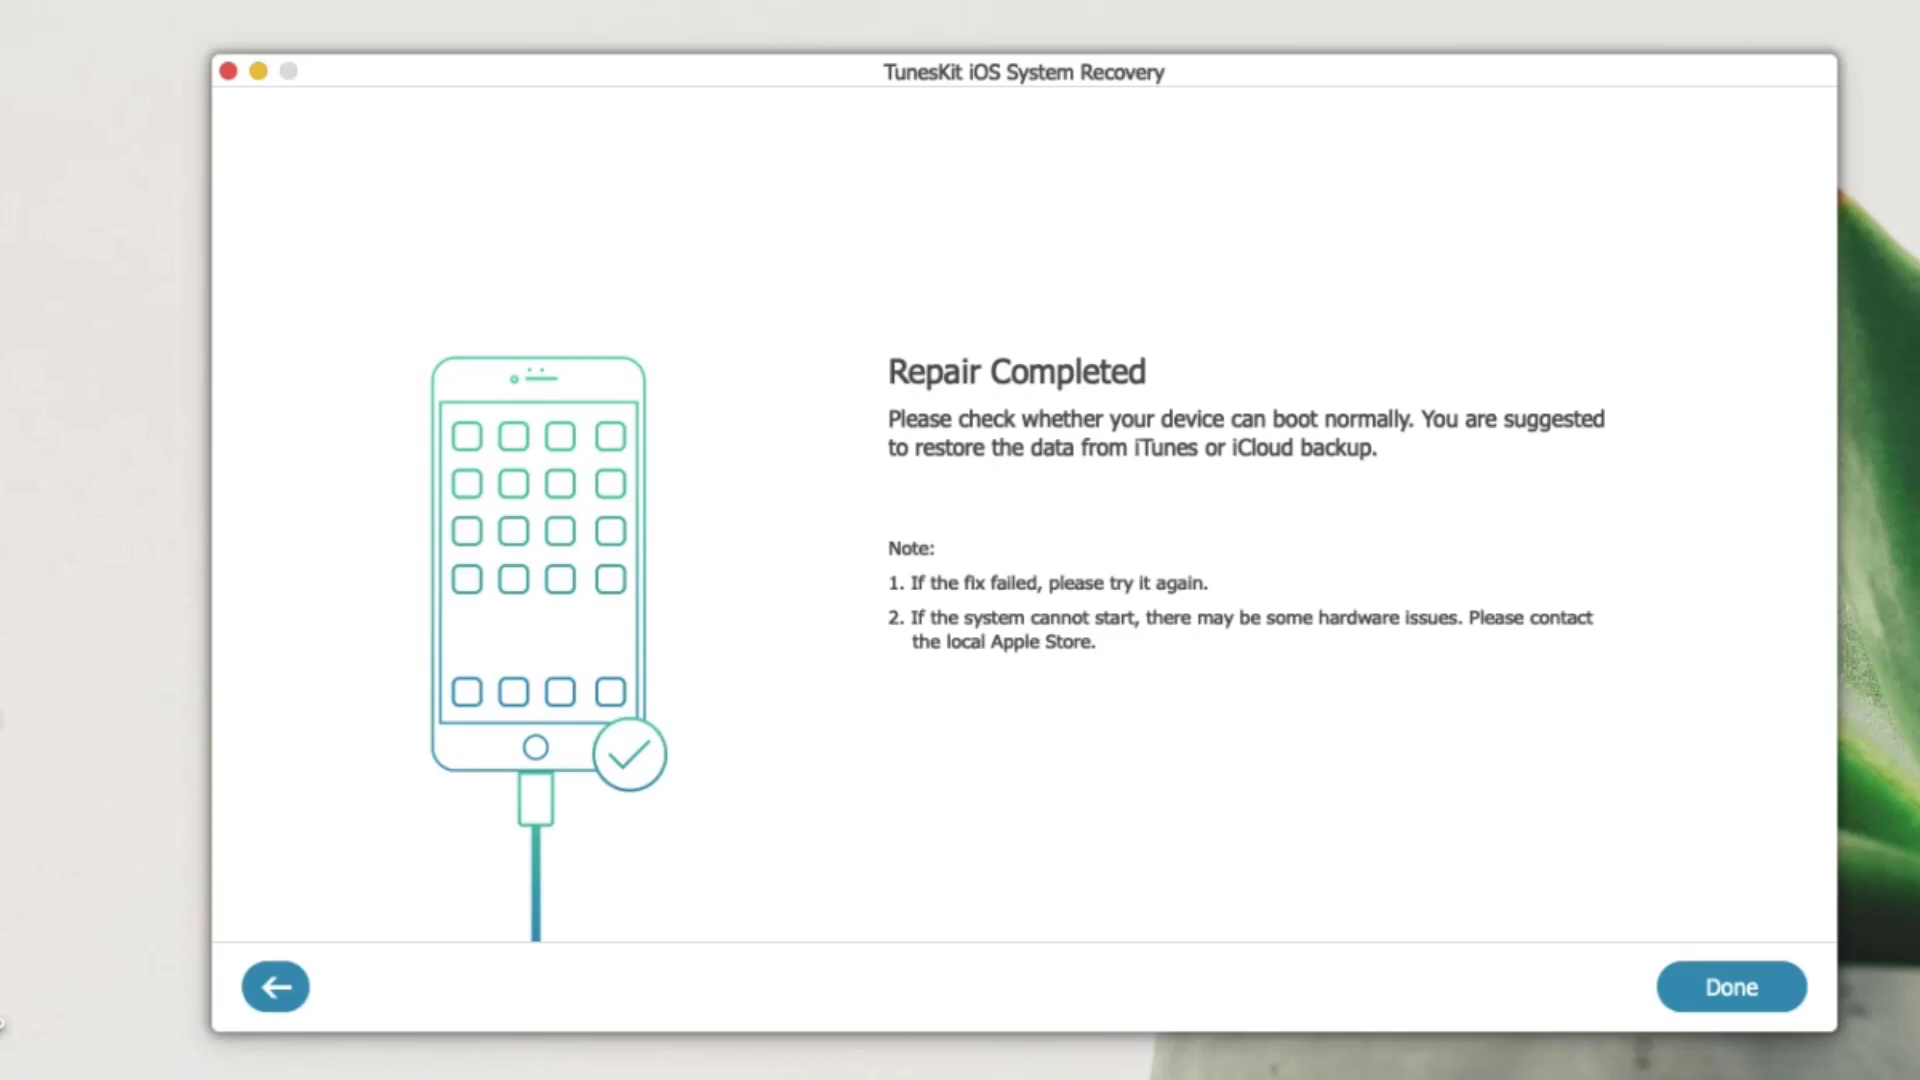 TunesKit iOS System Recovery
Repair Completed
Please check whether your device can boot normally. You are suggested
to restore the data from iTunes or iCloud backup.
Note:
1. If the fix failed, please try it again.
2. If the system cannot start, there may be some hardware issues. Please contact
the local Apple Store.
Done